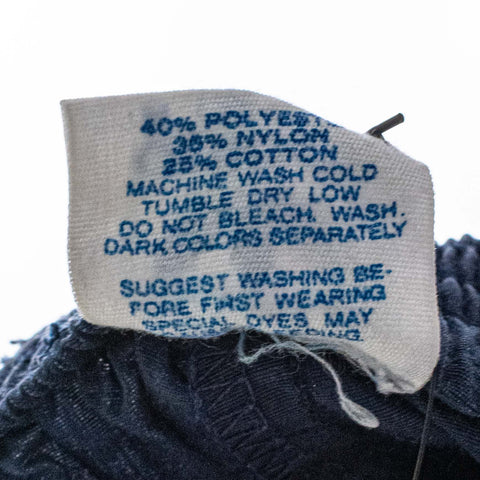 40% POLYEST
35% NYLON
25% COTTON
MACHINE WASH COLD
TUMBLE DRY LOW
DO NOT BLEACH. WASH
DARK COLORS SEPARATELY
SUGGEST WASHING BE-
FORE FIRST WEARING
SPECIAL DYES MAY